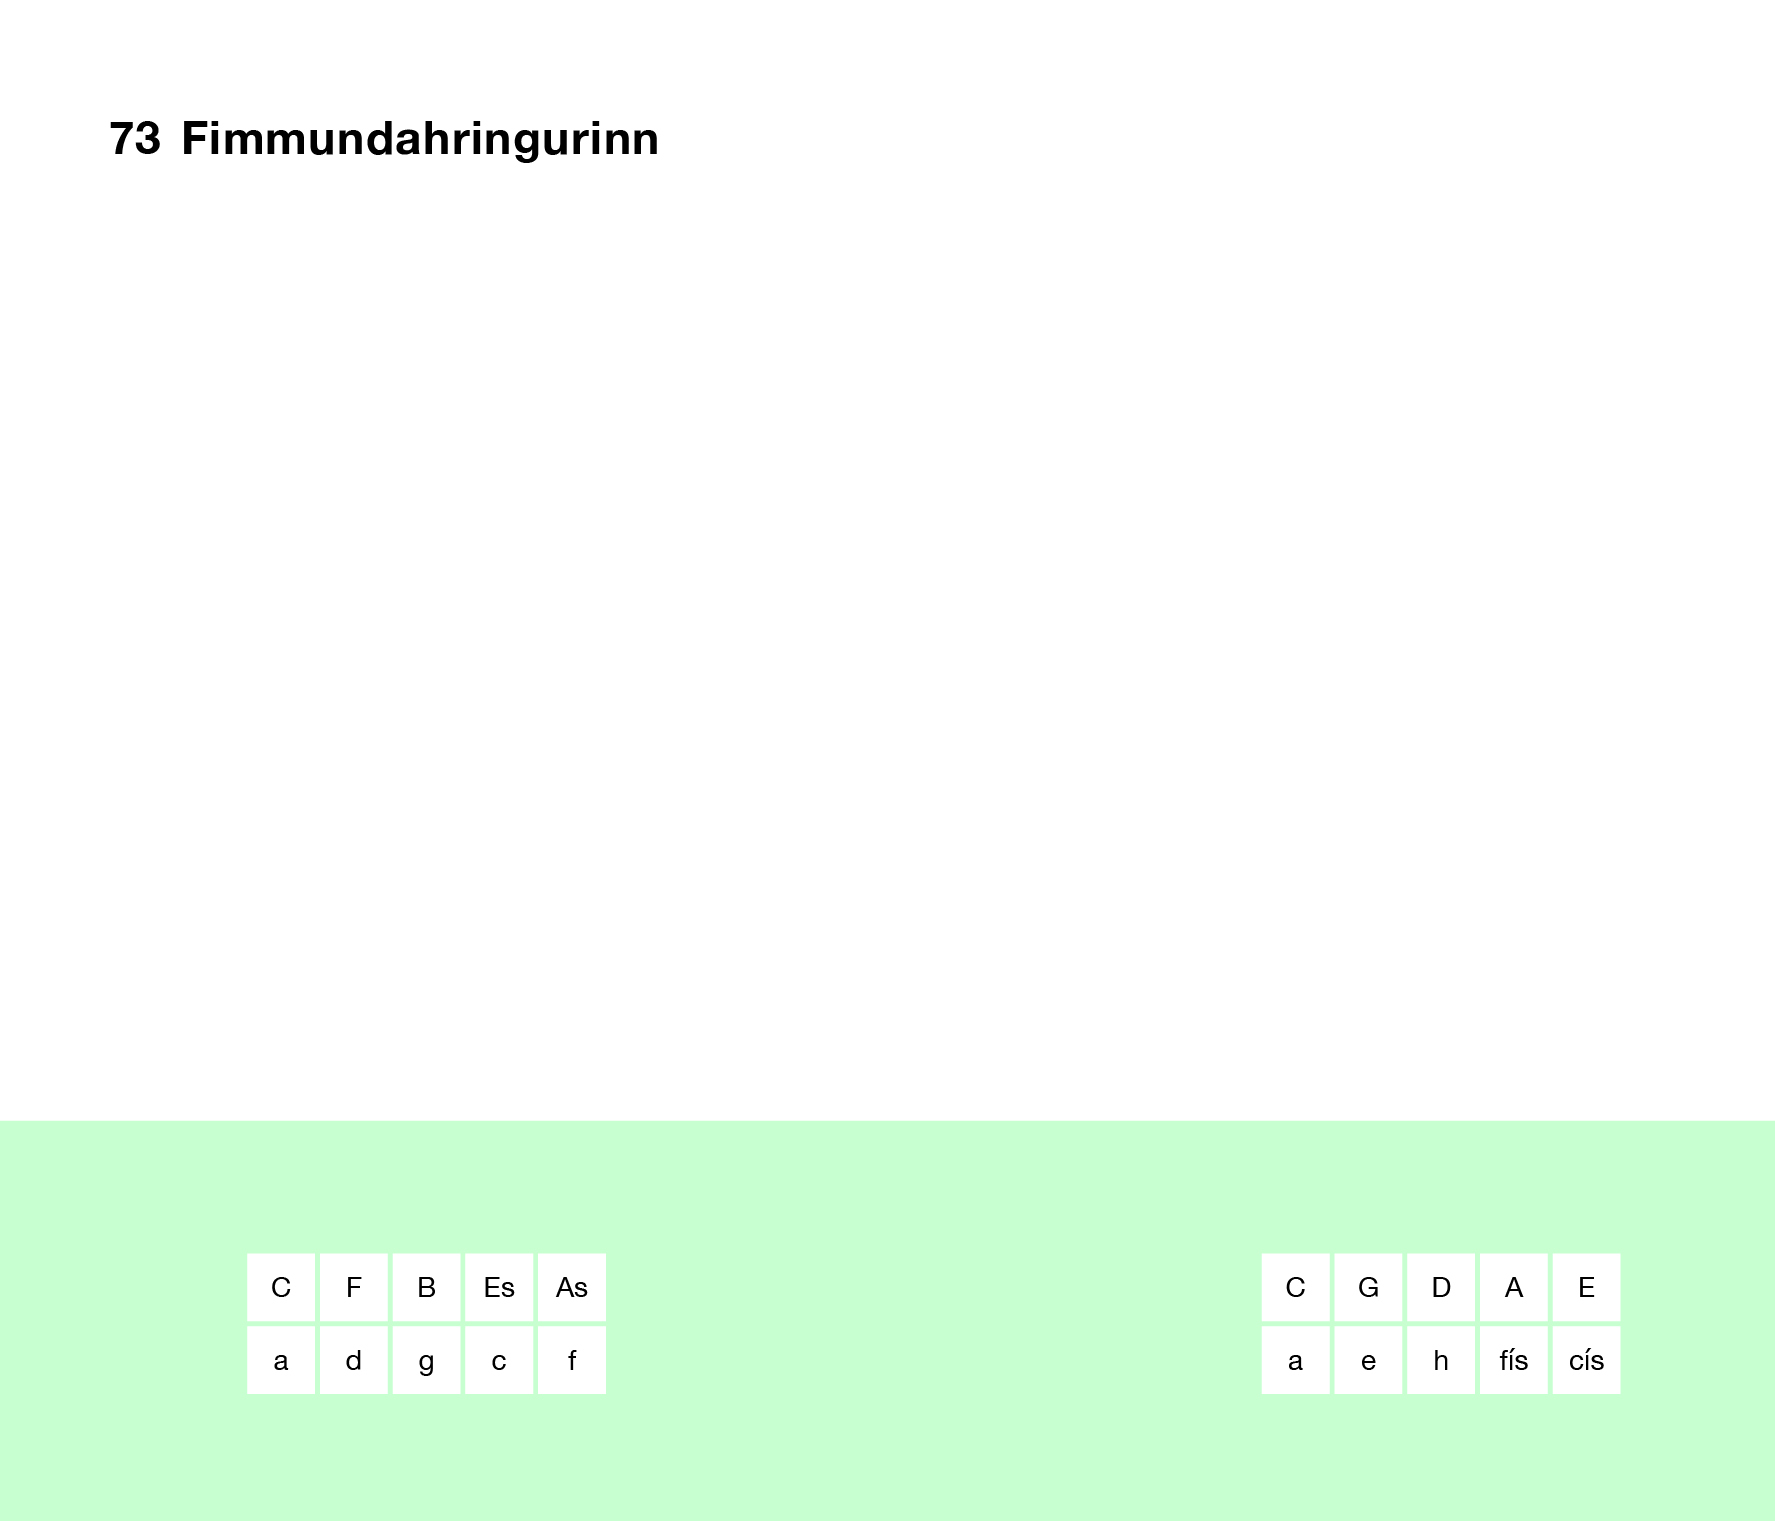 73 Fimmundahringurinn
C F B Es As
a d g c f
C G D A E
a e h fís cís